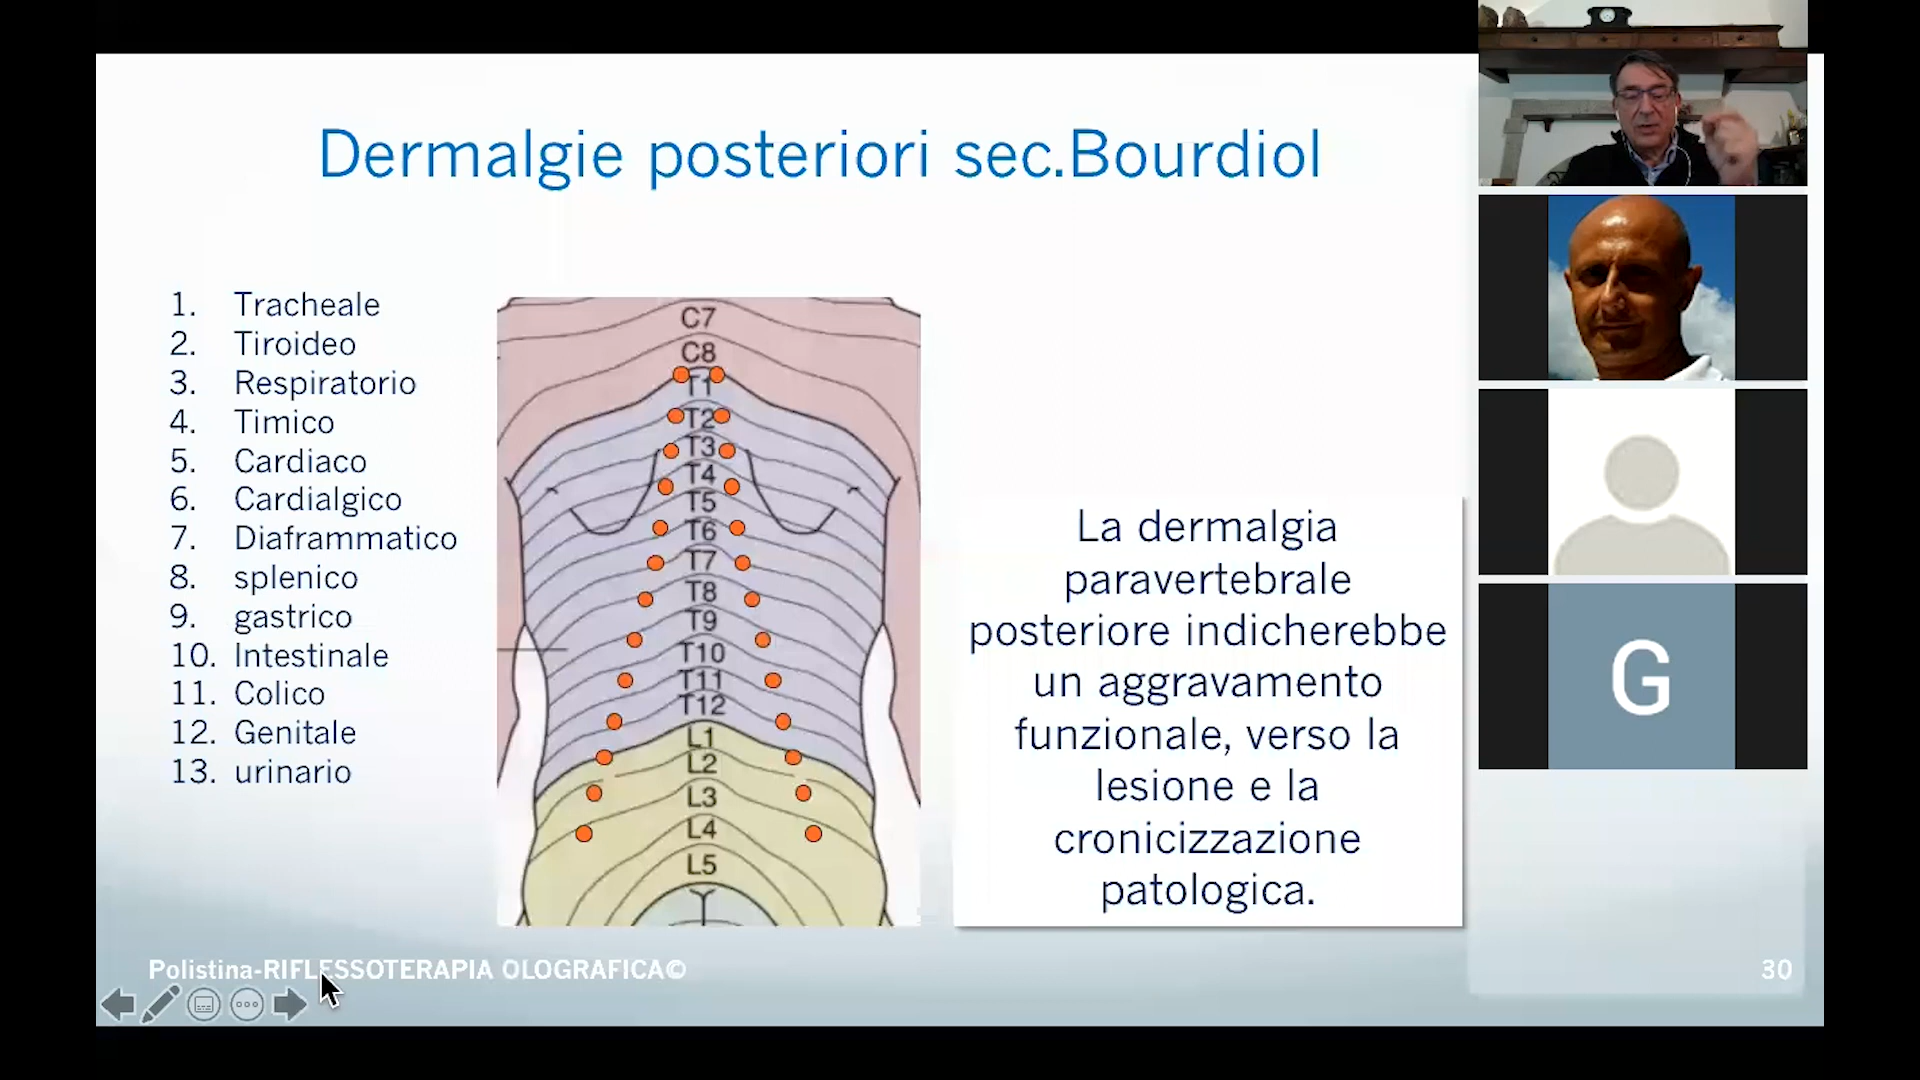 Dermalgie posteriori sec.Bourdiol
1. Tracheale
2. Tiroideo
3. Respiratorio
4. Timico
5. Cardiaco
6. Cardialgico
7. Diaframmatico
8. splenico
9. gastrico
10. Intestinale
11. Colico
12. Genitale
13. urinario
C7
C8
T1
T2
T3
T4
T5
T6
T7
T8
T9
T10
T11
T12
L1
L2
L3
L4
L5
La dermalgia
paravertebrale
posteriore indicherebbe
un aggravamento
funzionale, verso la
lesione e la
cronicizzazione
patologica.
G
Polistina-RIFLESSOTERAPIA OLOGRAFICA©
30